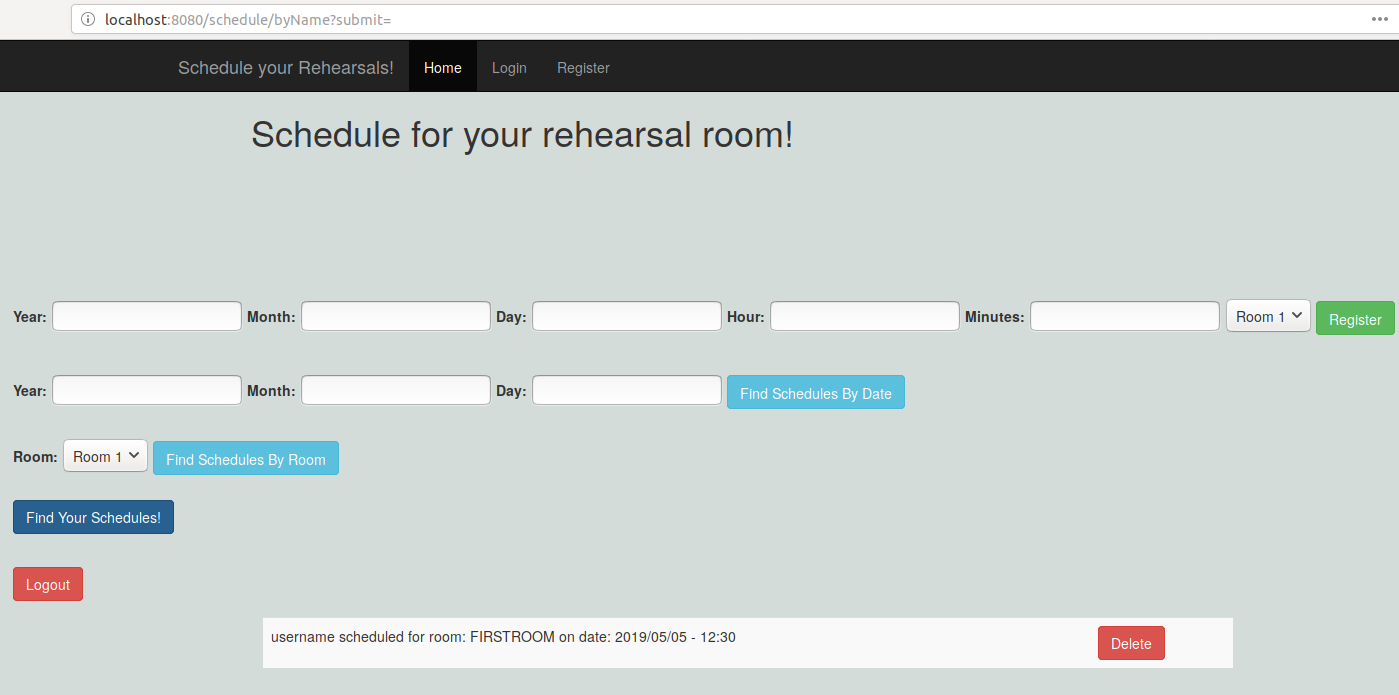 localhost:8080/schedule/byName?submit=
Schedule your Rehearsals! Home Login Register
Schedule for your rehearsal room!
Year: Month: Day: Hour: Minutes: Room 1 Register
Year: Month: Day: Find Schedules By Date
Room: Room 1 Find Schedules By Room
Find Your Schedules!
Logout
username scheduled for room: FIRSTROOM on date: 2019/05/05 - 12:30 Delete